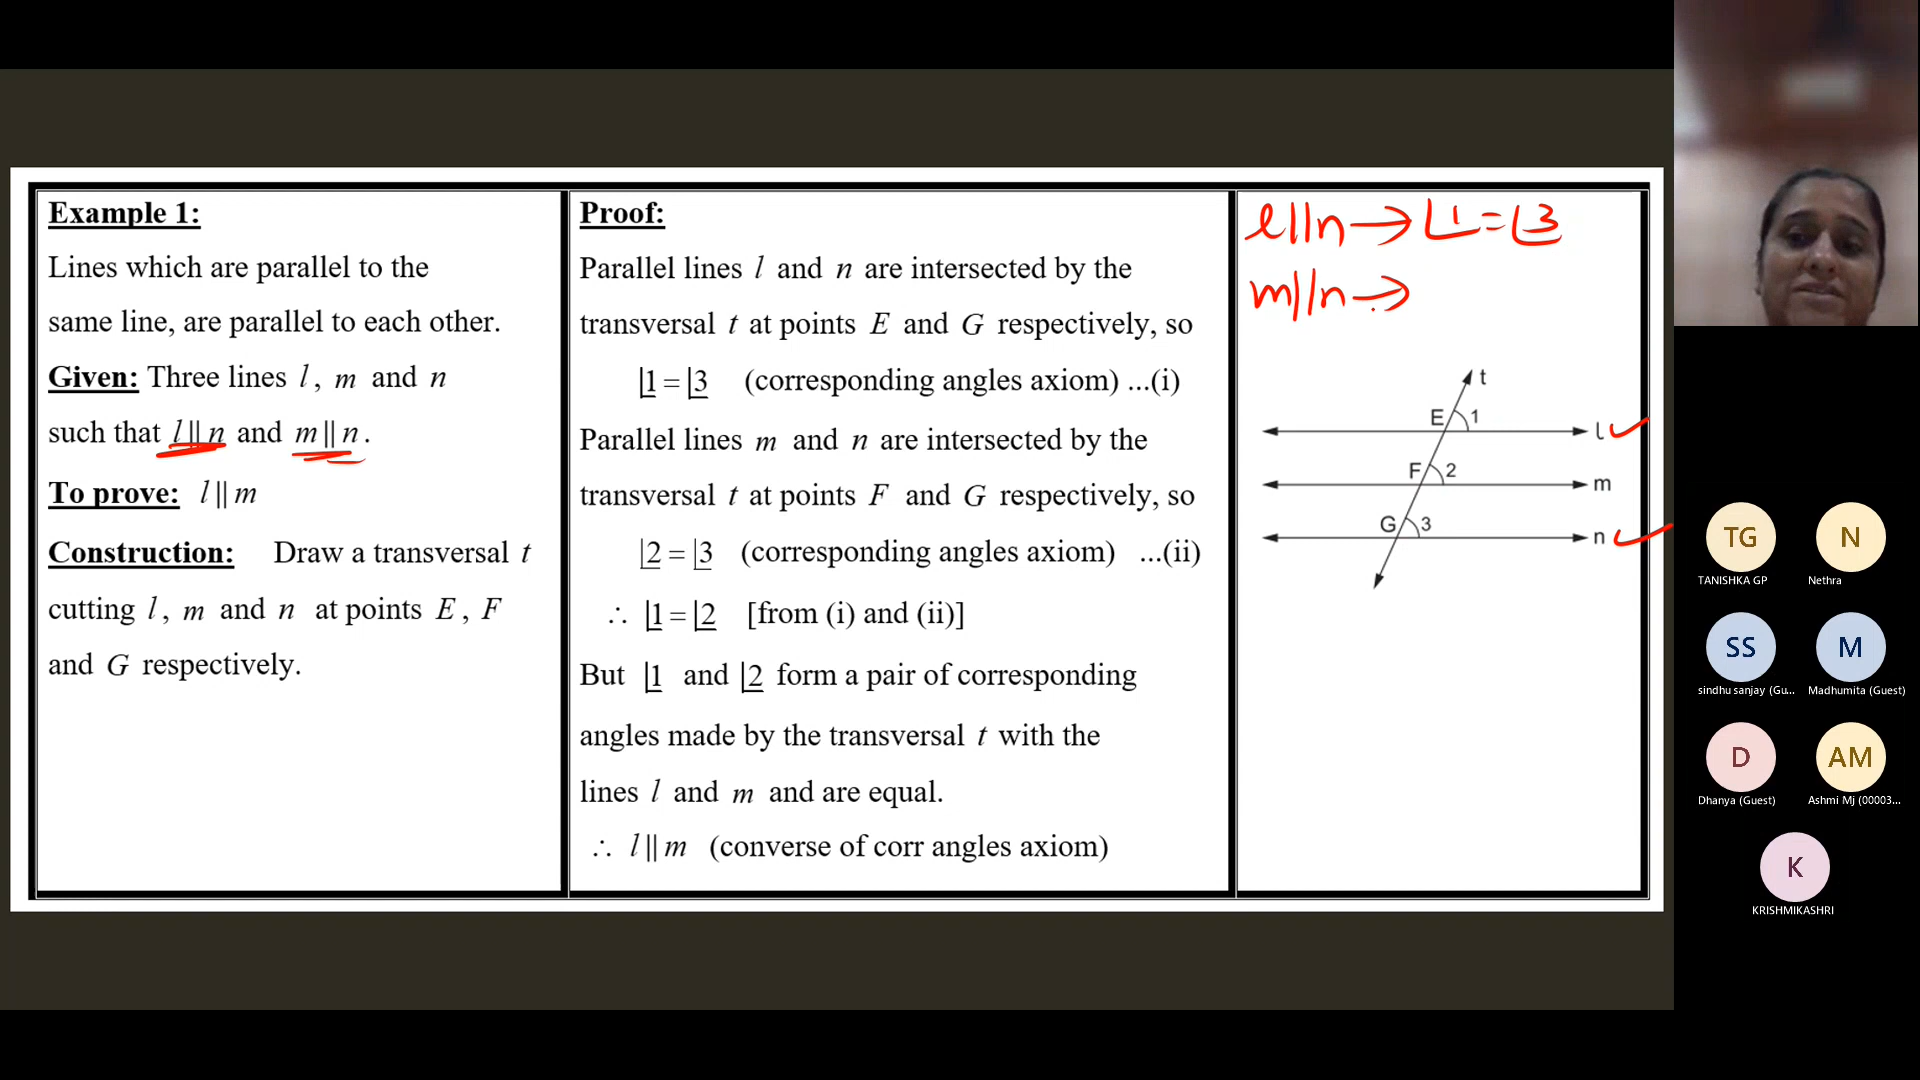 Example 1:
Lines which are parallel to the
same line, are parallel to each other.
Given: Three lines l, m and n
such that l || n and m || n.
To prove: l || m
Construction: Draw a transversal t
cutting l, m and n at points E, F
and G respectively.
Proof:
Parallel lines l and n are intersected by the
transversal t at points E and G respectively, so
∠1 = ∠3 (corresponding angles axiom) ...(i)
Parallel lines m and n are intersected by the
transversal t at points F and G respectively, so
∠2 = ∠3 (corresponding angles axiom) ...(ii)
∴ ∠1 = ∠2 [from (i) and (ii)]
But ∠1 and ∠2 form a pair of corresponding
angles made by the transversal t with the
lines l and m and are equal.
∴ l || m (converse of corr angles axiom)
l||n → ∠1 = ∠3
m||n →
t
E 1
l
F 2
m
G 3
n
TG
TANISHKA GP
N
Nethra
SS
sindhu sanjay (Gu...
M
Madhumita (Guest)
D
Dhanya (Guest)
AM
Ashmi Mj (00003...
K
KRISHMIKASHRI